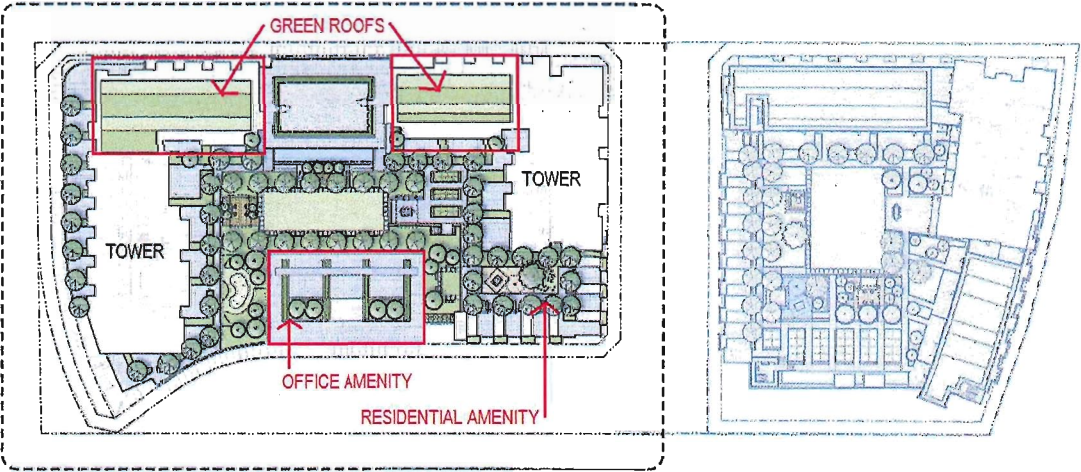 GREEN ROOFS
TOWER
TOWER
OFFICE AMENITY
RESIDENTIAL AMENITY